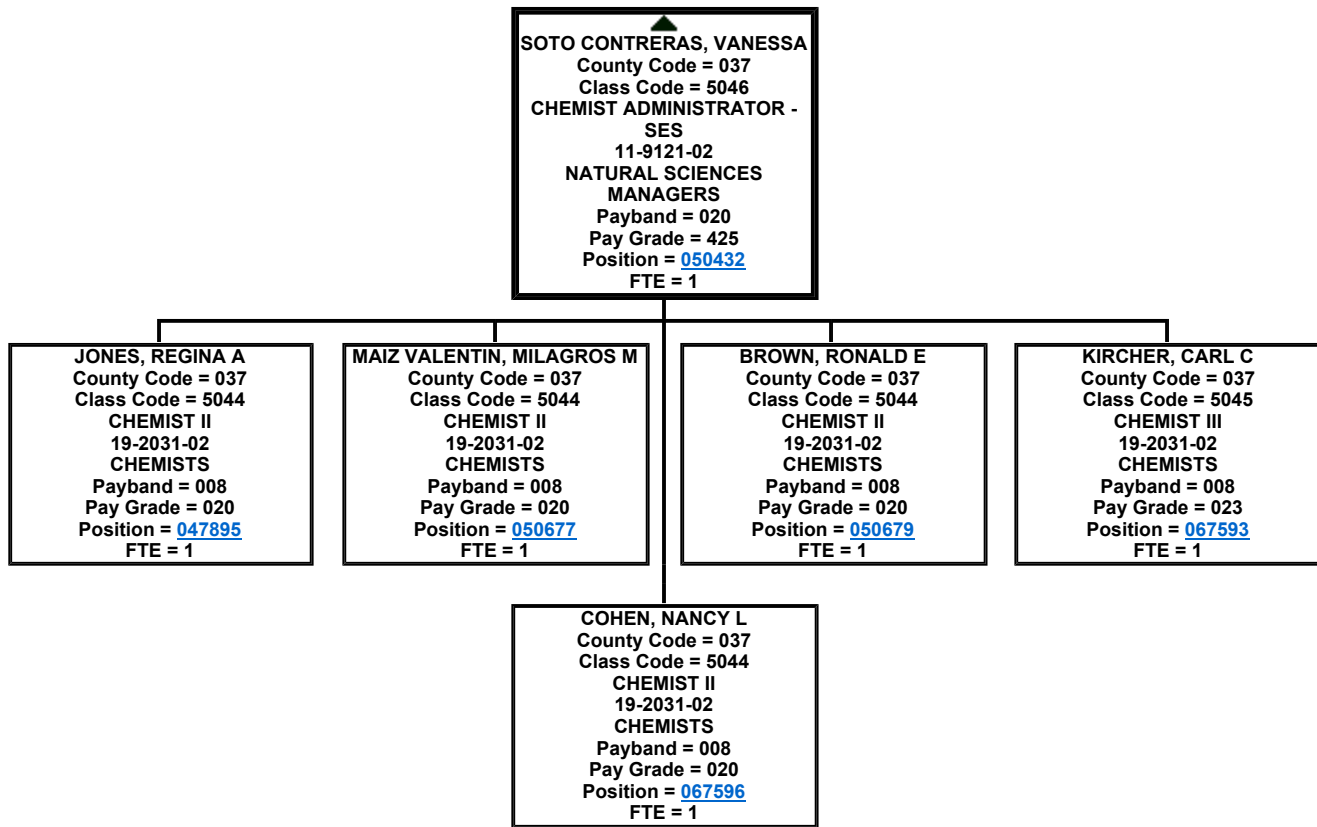 SOTO CONTRERAS, VANESSA
County Code = 037
Class Code = 5046
CHEMIST ADMINISTRATOR -
SES
11-9121-02
NATURAL SCIENCES
MANAGERS
Payband = 020
Pay Grade = 425
Position = 050432
FTE = 1
JONES, REGINA A
County Code = 037
Class Code = 5044
CHEMIST II
19-2031-02
CHEMISTS
Payband = 008
Pay Grade = 020
Position = 047895
FTE = 1
MAIZ VALENTIN, MILAGROS M
County Code = 037
Class Code = 5044
CHEMIST II
19-2031-02
CHEMISTS
Payband = 008
Pay Grade = 020
Position = 050677
FTE = 1
BROWN, RONALD E
County Code = 037
Class Code = 5044
CHEMIST II
19-2031-02
CHEMISTS
Payband = 008
Pay Grade = 020
Position = 050679
FTE = 1
KIRCHER, CARL C
County Code = 037
Class Code = 5045
CHEMIST III
19-2031-02
CHEMISTS
Payband = 008
Pay Grade = 023
Position = 067593
FTE = 1
COHEN, NANCY L
County Code = 037
Class Code = 5044
CHEMIST II
19-2031-02
CHEMISTS
Payband = 008
Pay Grade = 020
Position = 067596
FTE = 1